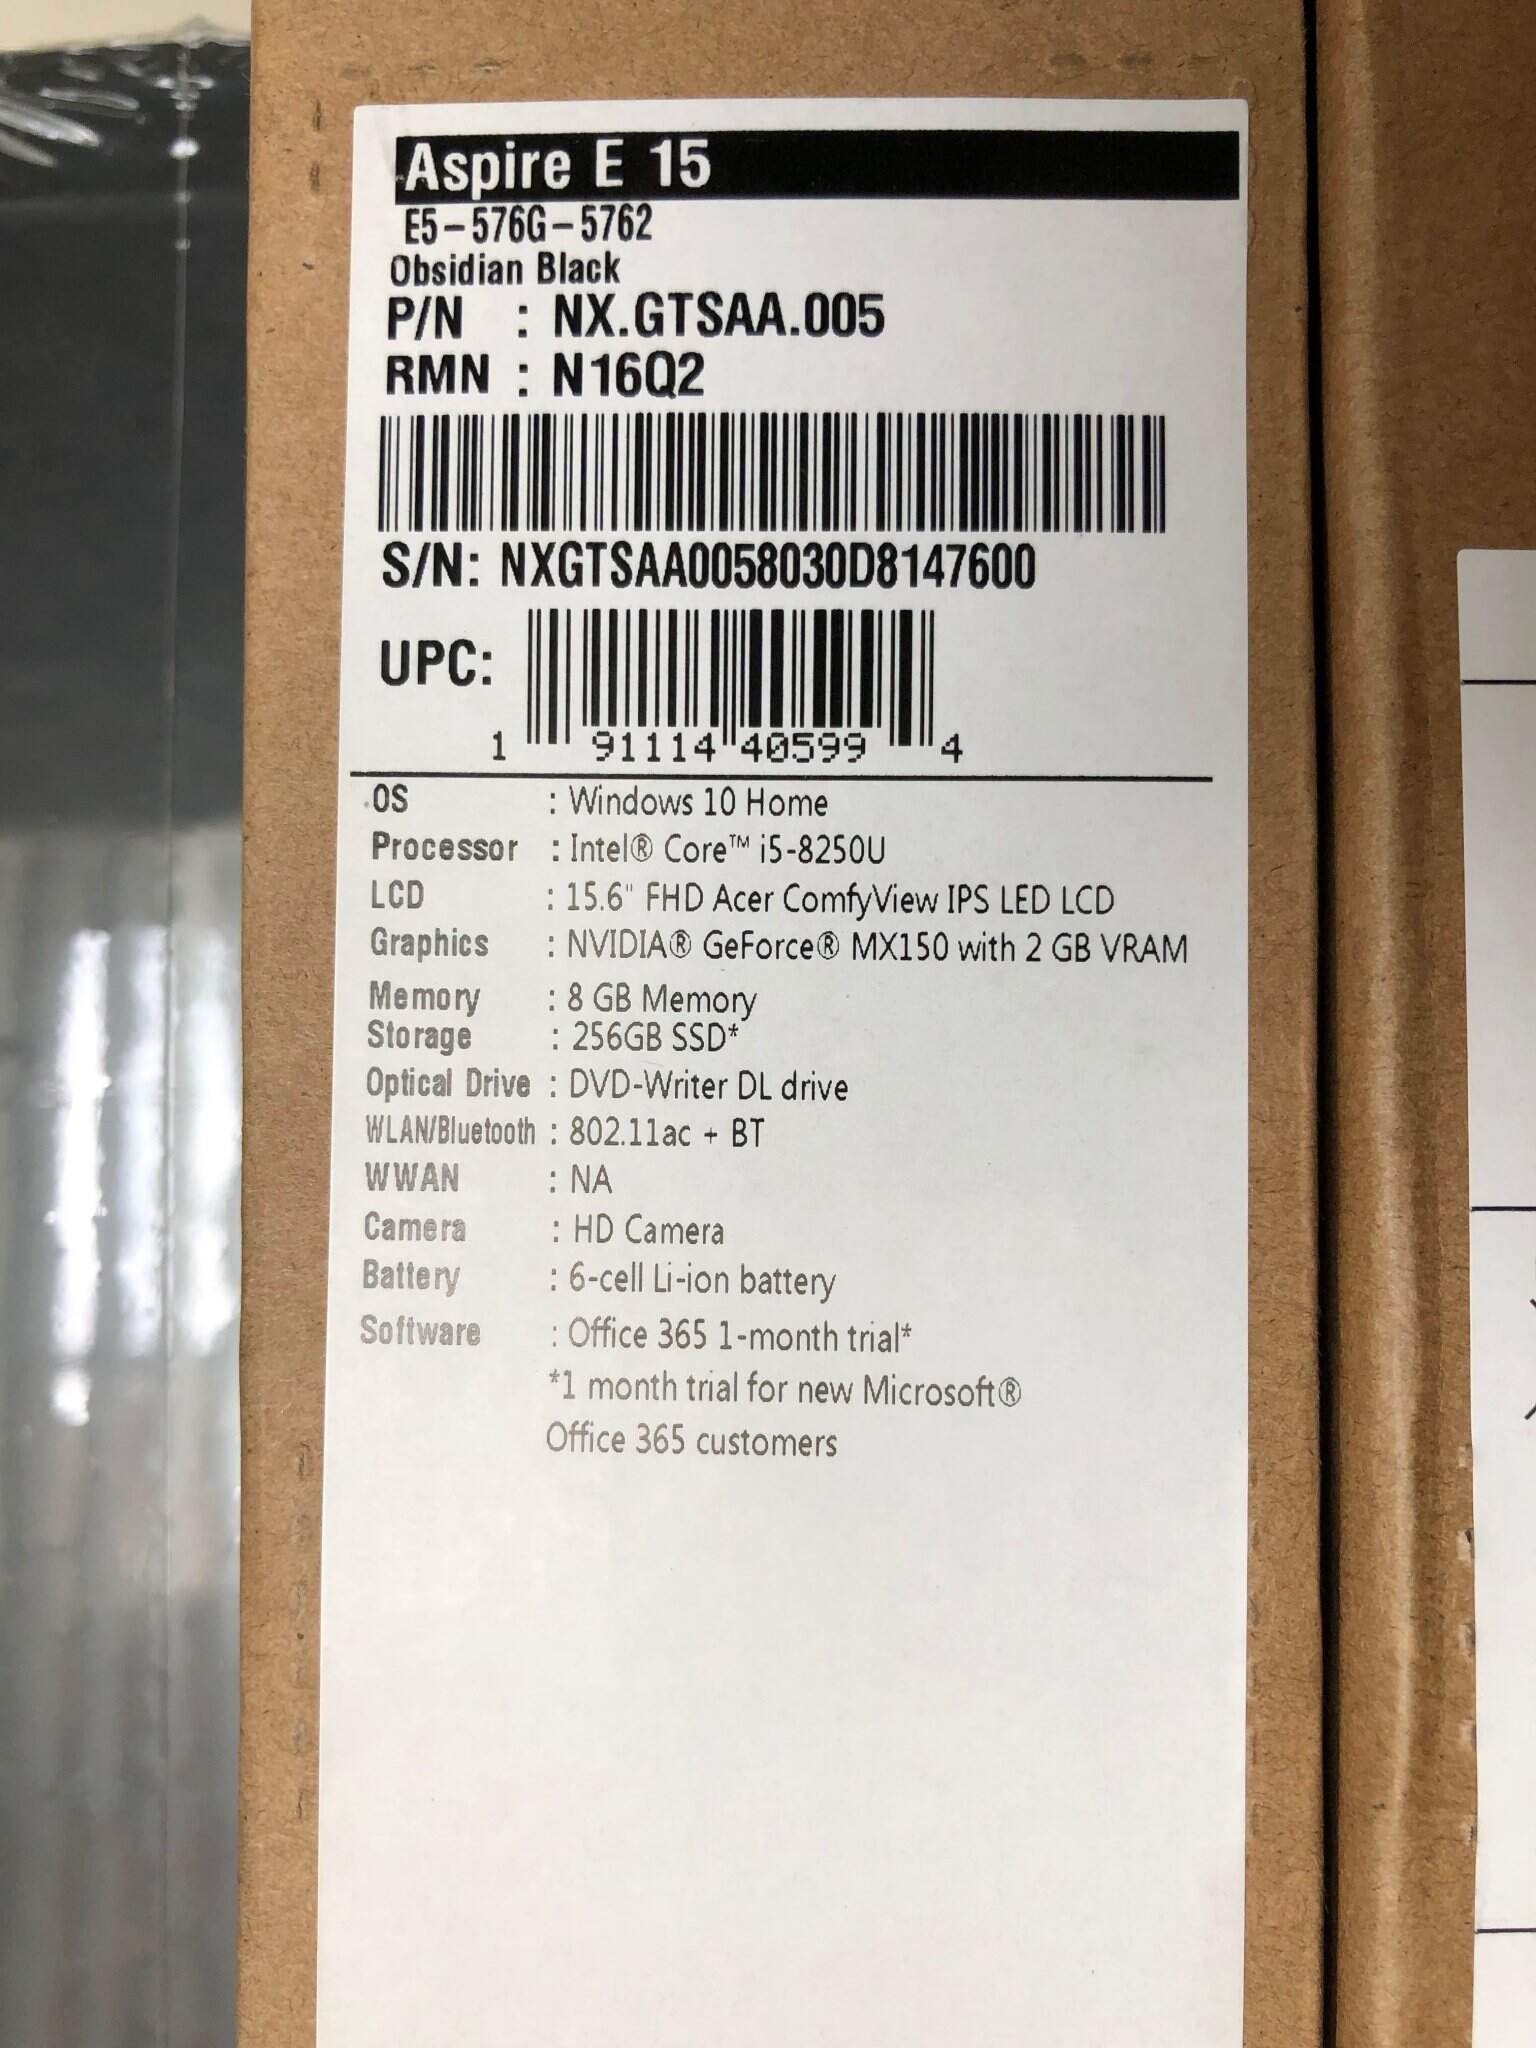 Aspire E 15
E5-576G-5762
Obsidian Black
P/N : NX.GTSAA.005
RMN : N16Q2
S/N: NXGTSAA0058030D8147600
UPC:
1 91114 40599 4
OS : Windows 10 Home
Processor : Intel® Core™ i5-8250U
LCD : 15.6" FHD Acer ComfyView IPS LED LCD
Graphics : NVIDIA® GeForce® MX150 with 2 GB VRAM
Memory : 8 GB Memory
Storage : 256GB SSD*
Optical Drive : DVD-Writer DL drive
WLAN/Bluetooth : 802.11ac + BT
WWAN : NA
Camera : HD Camera
Battery : 6-cell Li-ion battery
Software : Office 365 1-month trial*
*1 month trial for new Microsoft®
Office 365 customers